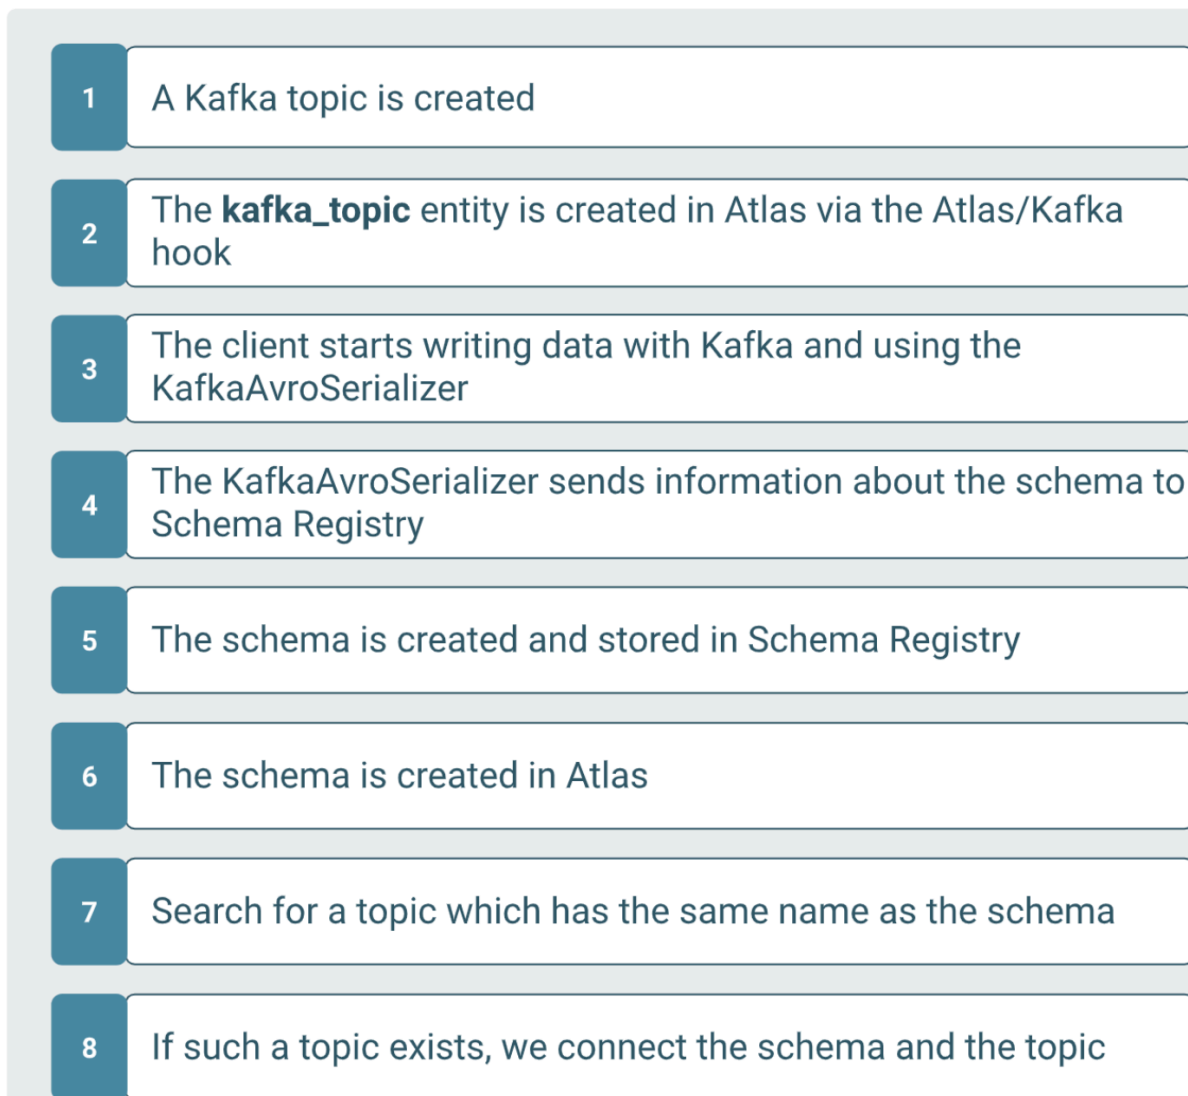 1
A Kafka topic is created
2
The kafka_topic entity is created in Atlas via the Atlas/Kafka
hook
3
The client starts writing data with Kafka and using the
KafkaAvroSerializer
4
The KafkaAvroSerializer sends information about the schema to
Schema Registry
5
The schema is created and stored in Schema Registry
6
The schema is created in Atlas
7
Search for a topic which has the same name as the schema
8
If such a topic exists, we connect the schema and the topic